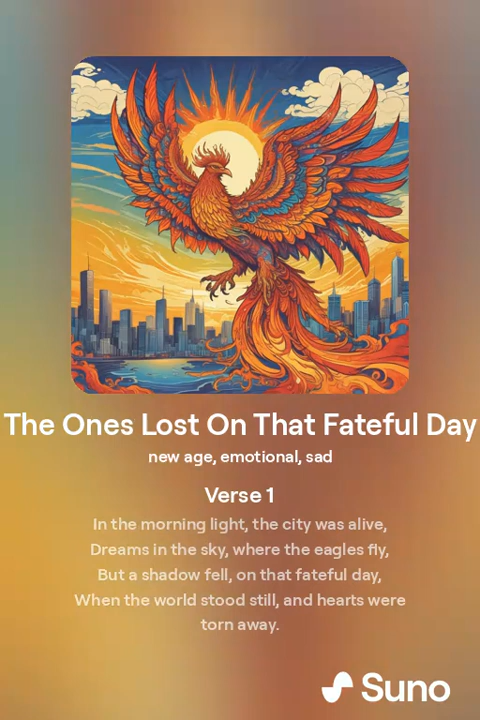 The Ones Lost On That Fateful Day
new age, emotional, sad
Verse 1
In the morning light, the city was alive,
Dreams in the sky, where the eagles fly,
But a shadow fell, on that fateful day,
When the world stood still, and hearts were
torn away.
Suno